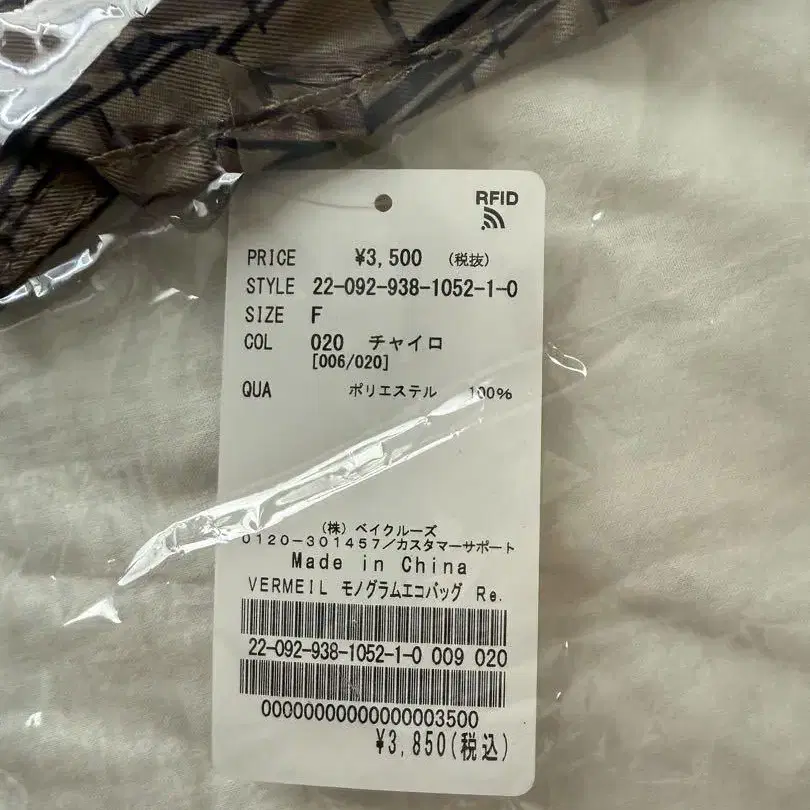 RFID
PRICE ¥3,500 (税抜)
STYLE 22-092-938-1052-1-0
SIZE F
COL 020 チャイロ
[006/020]
QUA ポリエステル 100%
(株) ベイクルーズ
0120-301457/カスタマーサポート
Made in China
VERMEIL モノグラムエコバッグ Re.
22-092-938-1052-1-0 009 020
00000000000000003500
¥3,850(税込)